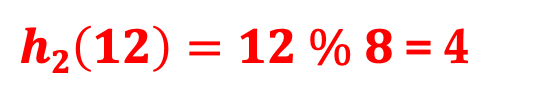 h₂(12) = 12 % 8 = 4